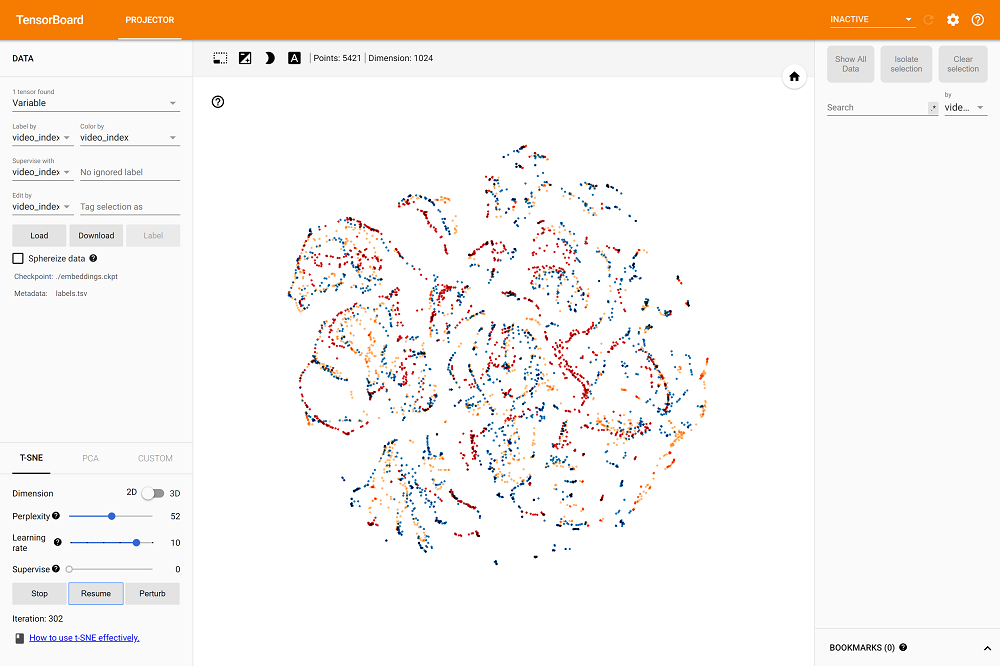 TensorBoard
PROJECTOR
INACTIVE
DATA
Points: 5421 | Dimension: 1024
1 tensor found
Variable
Label by Color by
video_index video_index
Supervise with
video_index No ignored label
Edit by
video_index Tag selection as
Load Download Label
Sphereize data
Checkpoint: ./embeddings.ckpt
Metadata: labels.tsv
T-SNE PCA CUSTOM
Dimension 2D 3D
Perplexity 52
Learning
rate 10
Supervise 0
Stop Resume Perturb
Iteration: 302
How to use t-SNE effectively.
Show All
Data
Isolate
selection
Clear
selection
by
Search .* vide...
BOOKMARKS (0)